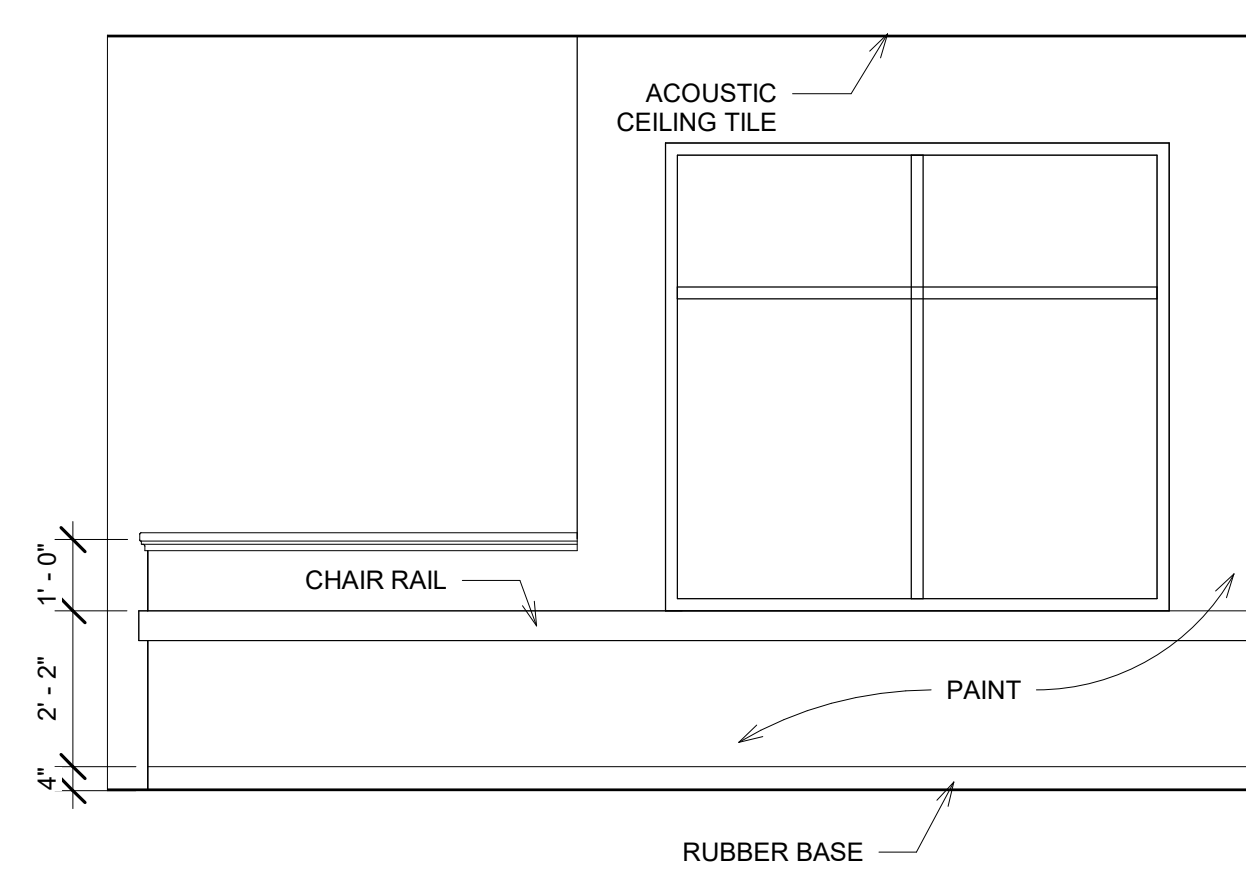 ACOUSTIC
CEILING TILE
1' - 0"
CHAIR RAIL
2' - 2"
PAINT
4"
RUBBER BASE